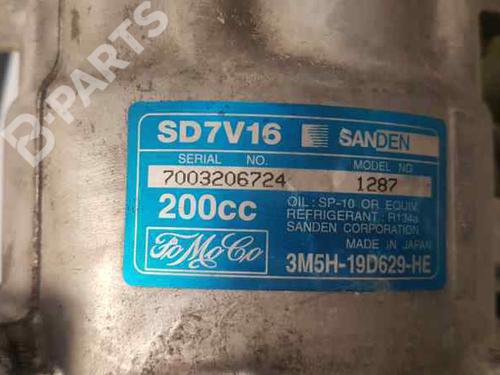 B-PARTS
SD7V16 SANDEN
SERIAL NO. MODEL NO
7003206724 1287
200cc
OIL: SP-10 OR EQUIV.
REFRIGERANT: R134a
SANDEN CORPORATION
MADE IN JAPAN
FoMoCo 3M5H-19D629-HE